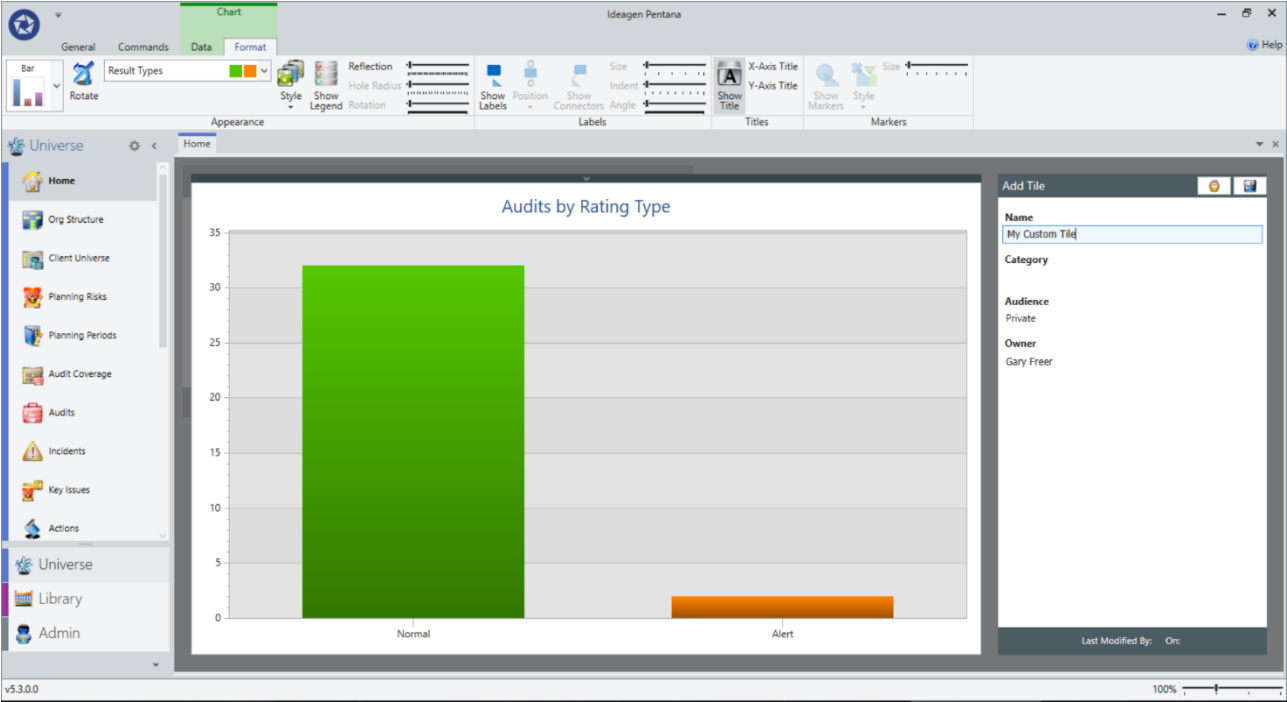 Chart
Ideagen Pentana
General Commands Data Format
Help
Bar
Rotate
Result Types
Style
Show Legend
Reflection
Hole Radius
Rotation
Appearance
Show Labels
Position
Show Connectors
Size
Indent
Angle
Labels
A
Show Title
X-Axis Title
Y-Axis Title
Titles
Show Markers
Style
Size
Markers
Universe
Home
Home
Org Structure
Client Universe
Planning Risks
Planning Periods
Audit Coverage
Audits
Incidents
Key Issues
Actions
Universe
Library
Admin
Audits by Rating Type
35
30
25
20
15
10
5
0
Normal Alert
Add Tile
Name
My Custom Tile
Category
Audience
Private
Owner
Gary Freer
Last Modified By: On:
v5.3.0.0
100%